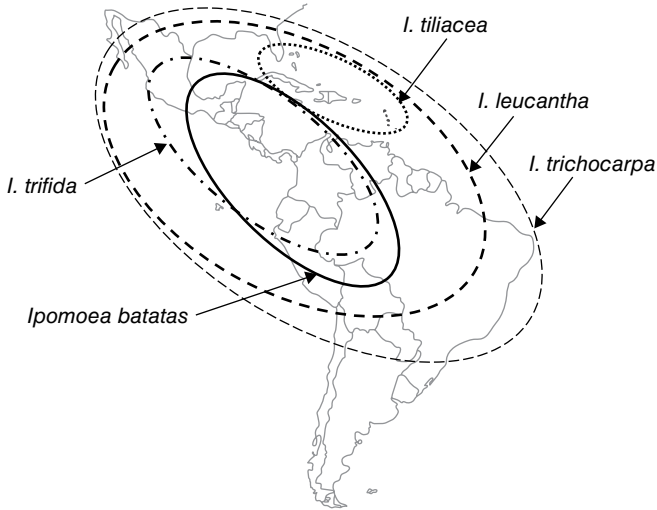 I. tiliacea
I. leucantha
I. trichocarpa
I. trifida
Ipomoea batatas